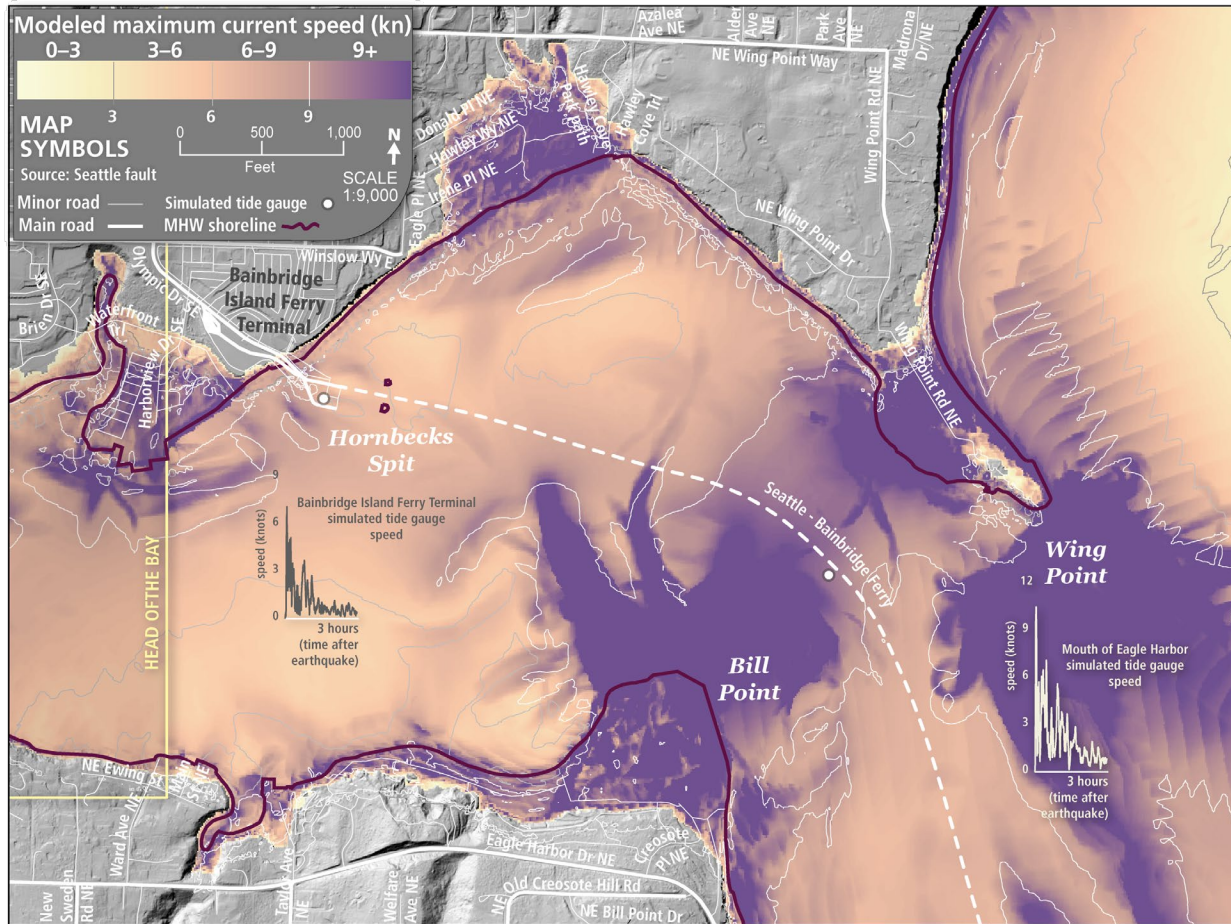 Modeled maximum current speed (kn)
0–3 3–6 6–9 9+
3 6 9
MAP
SYMBOLS
Source: Seattle fault
0 500 1,000
Feet
N
SCALE
1:9,000
Minor road
Simulated tide gauge
Main road
MHW shoreline
Azalea
Ave NE
Alder
Ave NE
Park
Ave
NE
Madrona
Dr NE
NE Wing Point Way
Wing Point Rd NE
Hawley Cove
Park Path
Hawley
Cove Trl
Donald Pl NE
Hawley Wy NE
Irene Pl NE
Eagle Pl NE
NE Wing Point Dr
Winslow Wy E
Olympic Dr SE
Bainbridge
Island Ferry
Terminal
Brien Dr SE
Waterfront
Trl
Harborview Dr SE
Wing Point Rd NE
Hornbecks
Spit
Seattle - Bainbridge Ferry
Bainbridge Island Ferry Terminal
simulated tide gauge
speed
speed (knots)
9
6
3
0
3 hours
(time after
earthquake)
HEAD OF THE BAY
Wing
Point
Bill
Point
Mouth of Eagle Harbor
simulated tide gauge
speed
speed (knots)
12
9
6
3
0
3 hours
(time after
earthquake)
NE Ewing St
Main
St NE
Ward Ave NE
New
Sweden
Rd NE
Taylor Ave
NE
Welfare
Ave NE
Eagle Harbor Dr NE
Creosote
Pl NE
Old Creosote Hill Rd
NE
NE Bill Point Dr